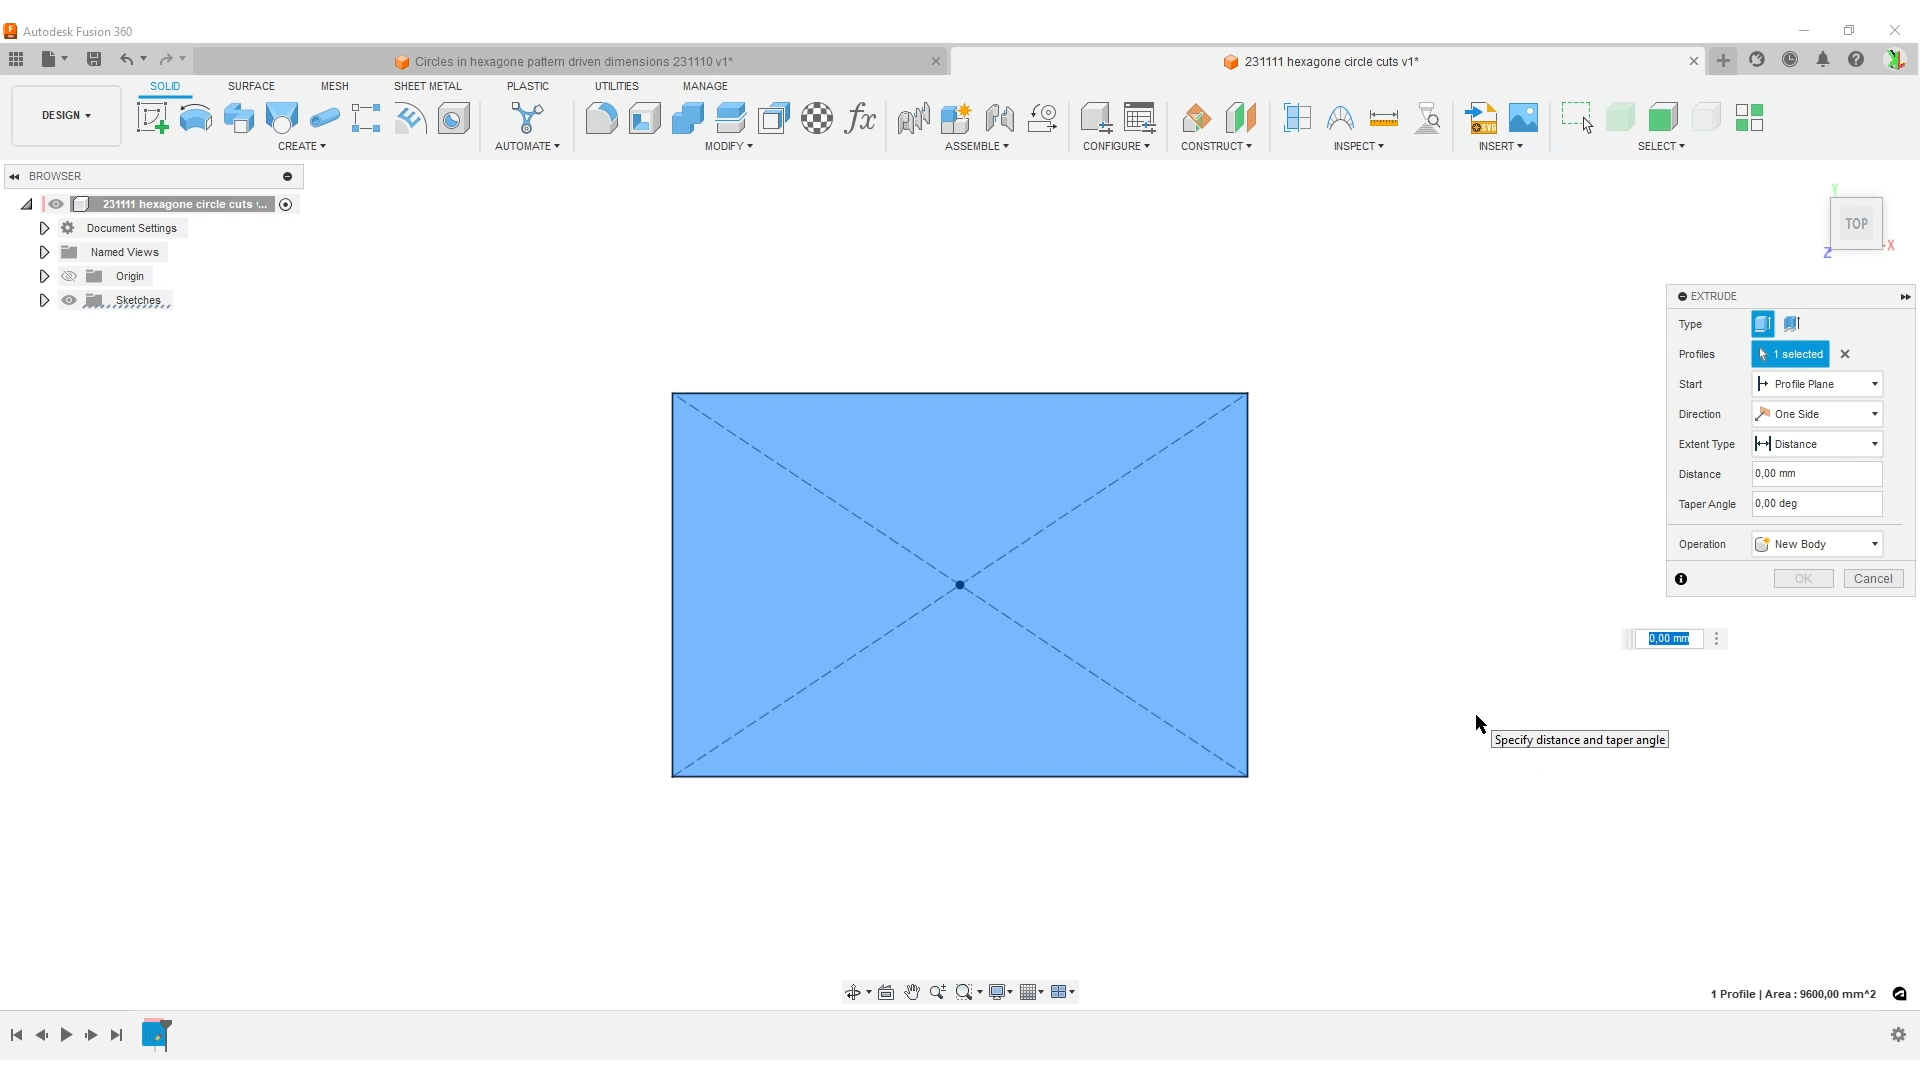 Autodesk Fusion 360
Circles in hexagone pattern driven dimensions 231110 v1*
231111 hexagone circle cuts v1*
SOLID SURFACE MESH SHEET METAL PLASTIC UTILITIES MANAGE
DESIGN
CREATE AUTOMATE MODIFY ASSEMBLE CONFIGURE CONSTRUCT INSPECT INSERT SELECT
fx
SVG
BROWSER
231111 hexagone circle cuts v...
Document Settings
Named Views
Origin
Sketches
Y
TOP
X
Z
EXTRUDE
Type
Profiles 1 selected
Start Profile Plane
Direction One Side
Extent Type Distance
Distance 0,00 mm
Taper Angle 0,00 deg
Operation New Body
OK Cancel
0,00 mm
Specify distance and taper angle
1 Profile | Area : 9600,00 mm^2